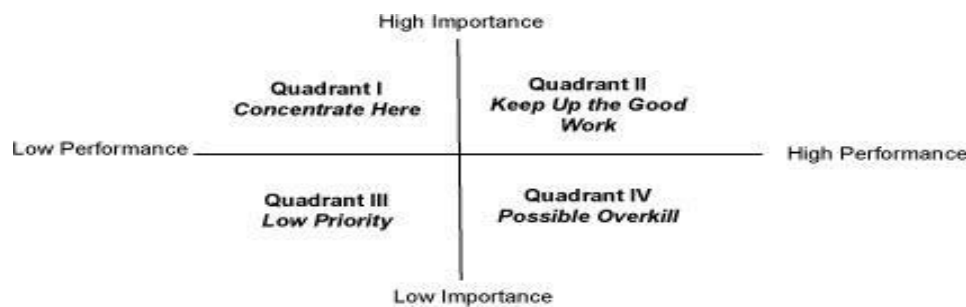 High Importance
Quadrant I
Concentrate Here
Quadrant II
Keep Up the Good
Work
Low Performance
High Performance
Quadrant III
Low Priority
Quadrant IV
Possible Overkill
Low Importance